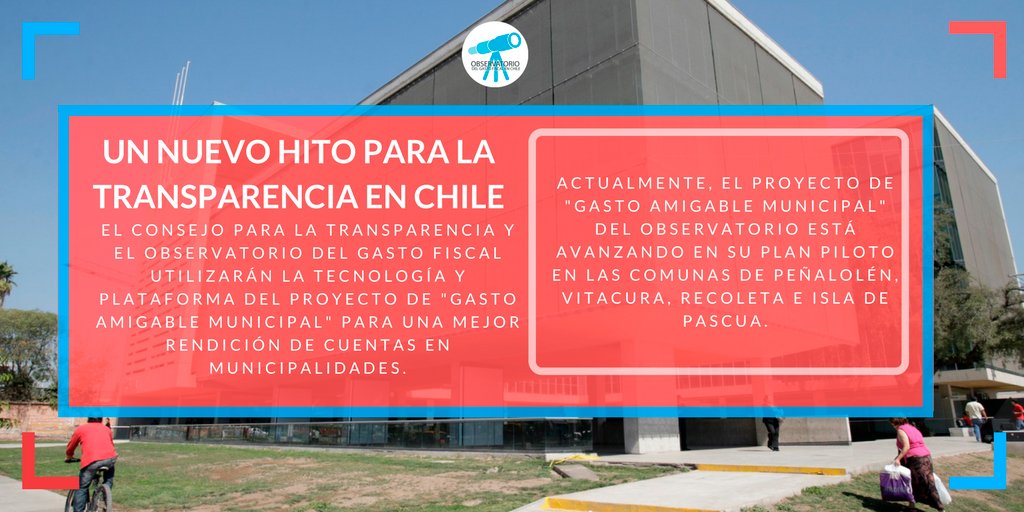 OBSERVATORIO
DEL GASTO FISCAL EN CHILE
UN NUEVO HITO PARA LA
TRANSPARENCIA EN CHILE
EL CONSEJO PARA LA TRANSPARENCIA Y
EL OBSERVATORIO DEL GASTO FISCAL
UTILIZARÁN LA TECNOLOGÍA Y
PLATAFORMA DEL PROYECTO DE "GASTO
AMIGABLE MUNICIPAL" PARA UNA MEJOR
RENDICIÓN DE CUENTAS EN
MUNICIPALIDADES.
ACTUALMENTE, EL PROYECTO DE
"GASTO AMIGABLE MUNICIPAL"
DEL OBSERVATORIO ESTÁ
AVANZANDO EN SU PLAN PILOTO
EN LAS COMUNAS DE PEÑALOLÉN,
VITACURA, RECOLETA E ISLA DE
PASCUA.